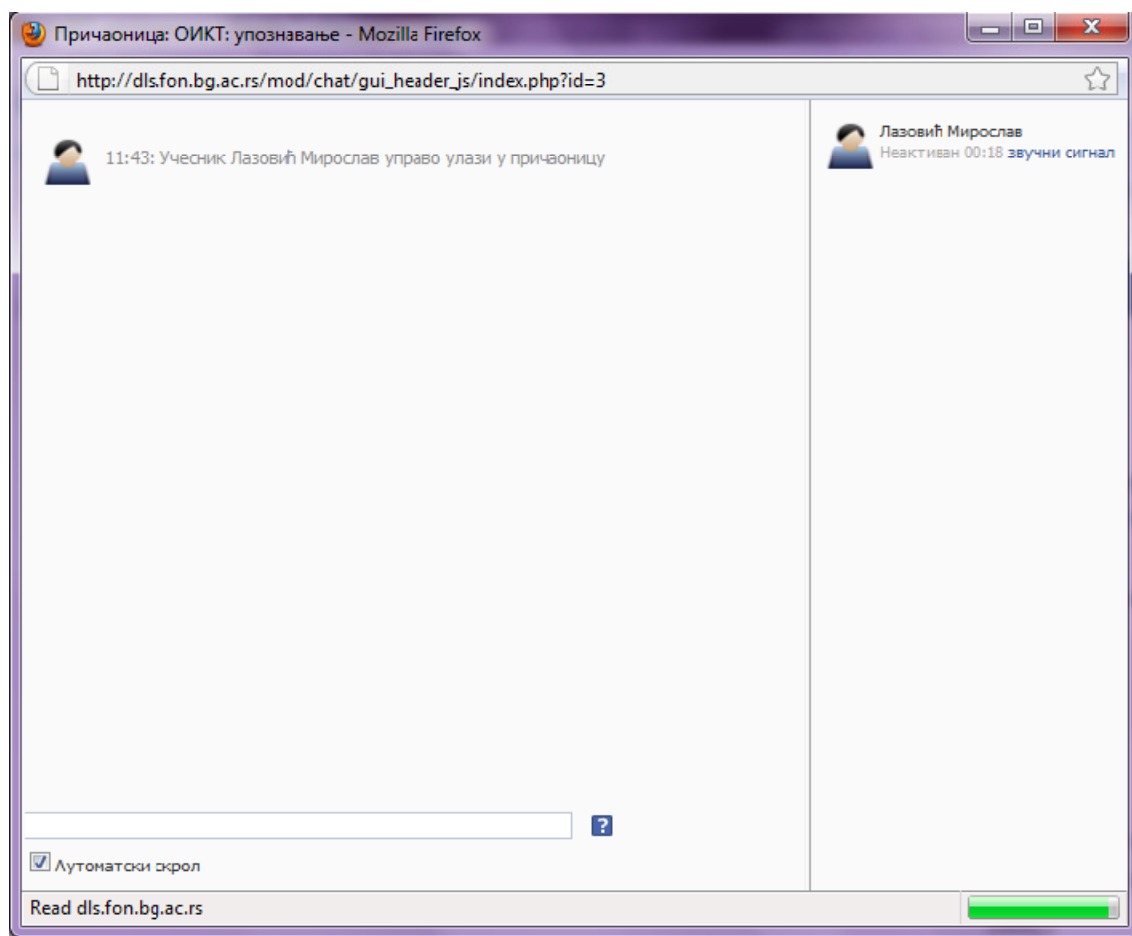 Причаоница: ОИКТ: упознавање - Mozilla Firefox
http://dls.fon.bg.ac.rs/mod/chat/gui_header_js/index.php?id=3
11:43: Учесник Лазовић Мирослав управо улази у причаоницу
Лазовић Мирослав
Неактиван 00:18 звучни сигнал
?
Аутоматски скрол
Read dls.fon.bg.ac.rs